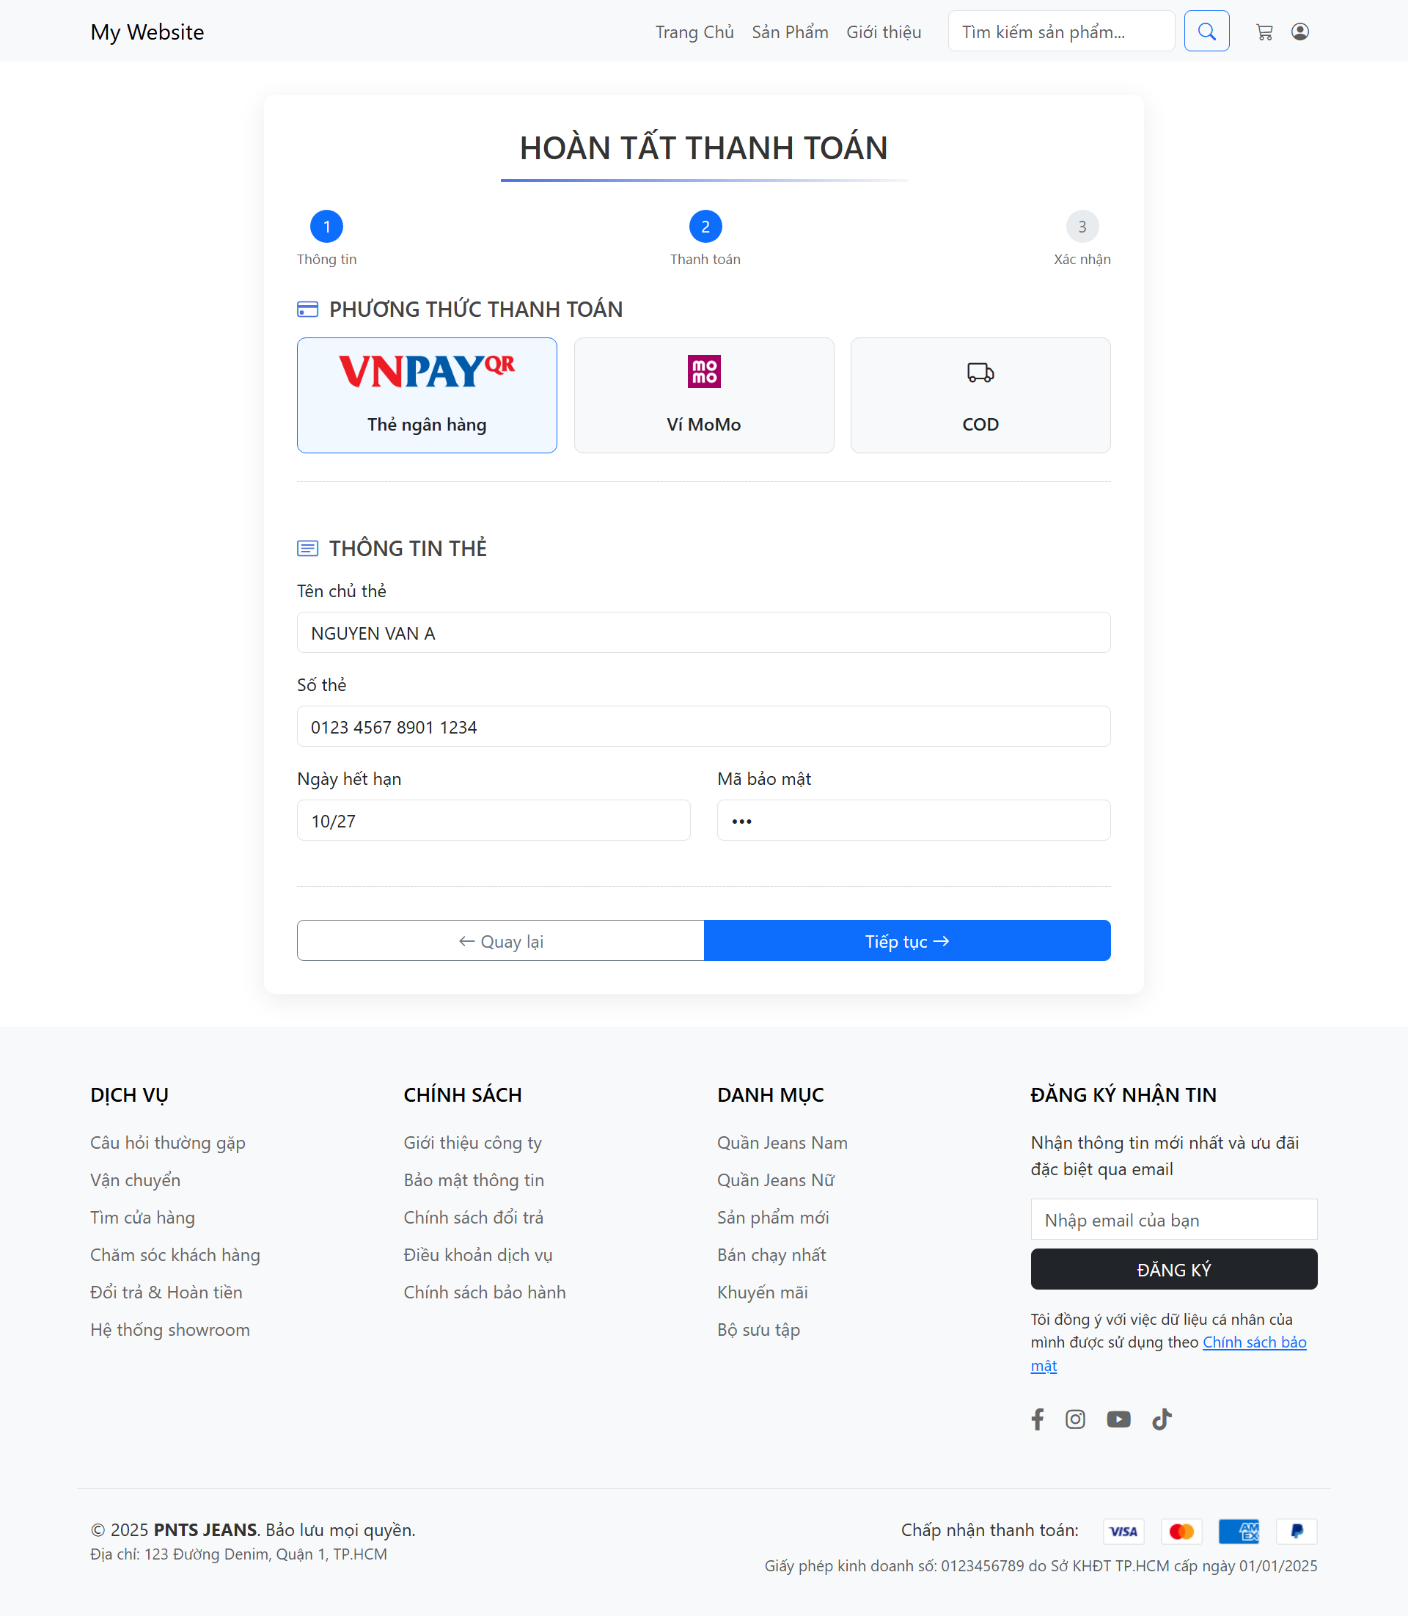 My Website
Trang Chủ
Sản Phẩm
Giới thiệu
Tìm kiếm sản phẩm...
HOÀN TẤT THANH TOÁN
1
2
3
Thông tin
Thanh toán
Xác nhận
PHƯƠNG THỨC THANH TOÁN
VNPAYQR
Thẻ ngân hàng
momo
Ví MoMo
COD
THÔNG TIN THẺ
Tên chủ thẻ
NGUYEN VAN A
Số thẻ
0123 4567 8901 1234
Ngày hết hạn
Mã bảo mật
10/27
•••
← Quay lại
Tiếp tục →
DỊCH VỤ
Câu hỏi thường gặp
Vận chuyển
Tìm cửa hàng
Chăm sóc khách hàng
Đổi trả & Hoàn tiền
Hệ thống showroom
CHÍNH SÁCH
Giới thiệu công ty
Bảo mật thông tin
Chính sách đổi trả
Điều khoản dịch vụ
Chính sách bảo hành
DANH MỤC
Quần Jeans Nam
Quần Jeans Nữ
Sản phẩm mới
Bán chạy nhất
Khuyến mãi
Bộ sưu tập
ĐĂNG KÝ NHẬN TIN
Nhận thông tin mới nhất và ưu đãi
đặc biệt qua email
Nhập email của bạn
ĐĂNG KÝ
Tôi đồng ý với việc dữ liệu cá nhân của
mình được sử dụng theo Chính sách bảo
mật
© 2025 PNTS JEANS. Bảo lưu mọi quyền.
Địa chỉ: 123 Đường Denim, Quận 1, TP.HCM
Chấp nhận thanh toán:
VISA
AMEX
Giấy phép kinh doanh số: 0123456789 do Sở KHĐT TP.HCM cấp ngày 01/01/2025